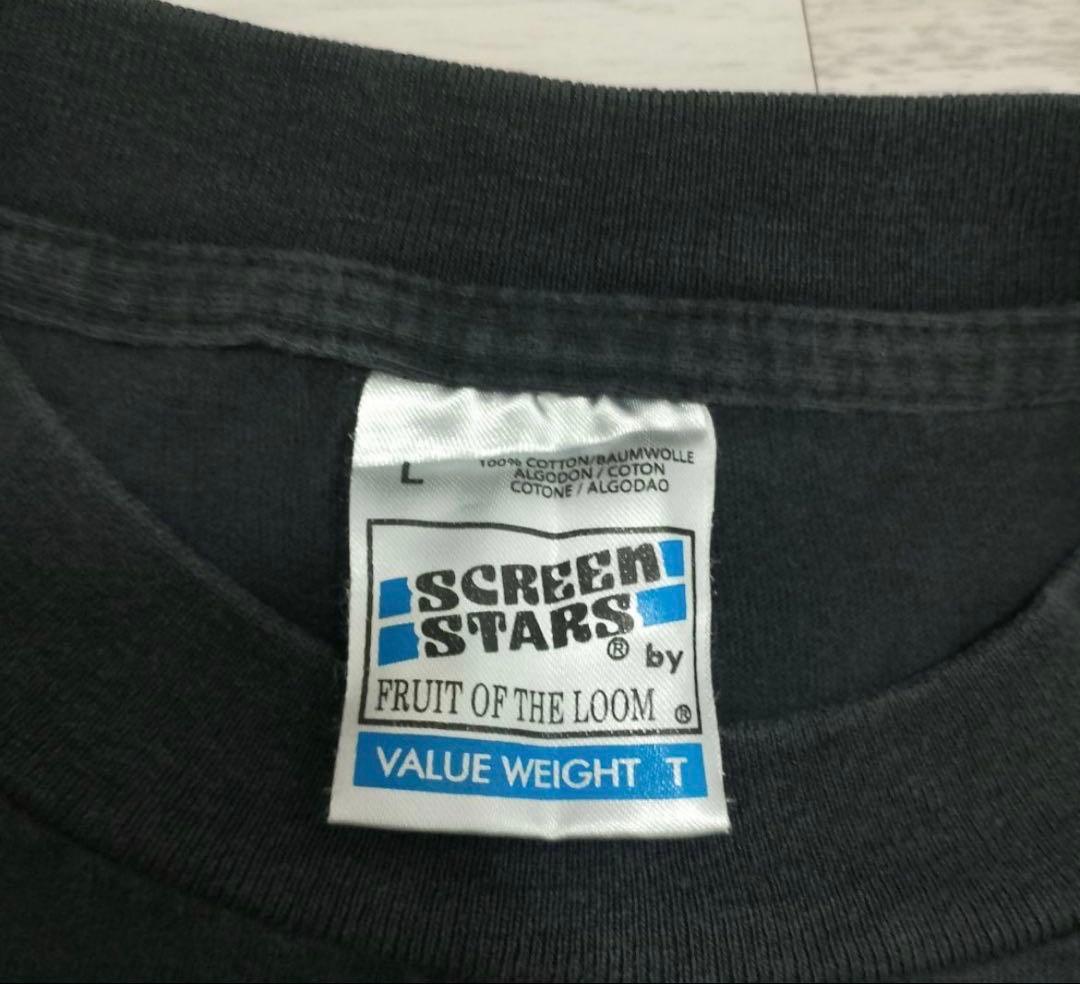 L
100% COTTON/BAUMWOLLE
ALGODON / COTON
COTONE / ALGODAO
SCREEN
STARS® by
FRUIT OF THE LOOM ®
VALUE WEIGHT T